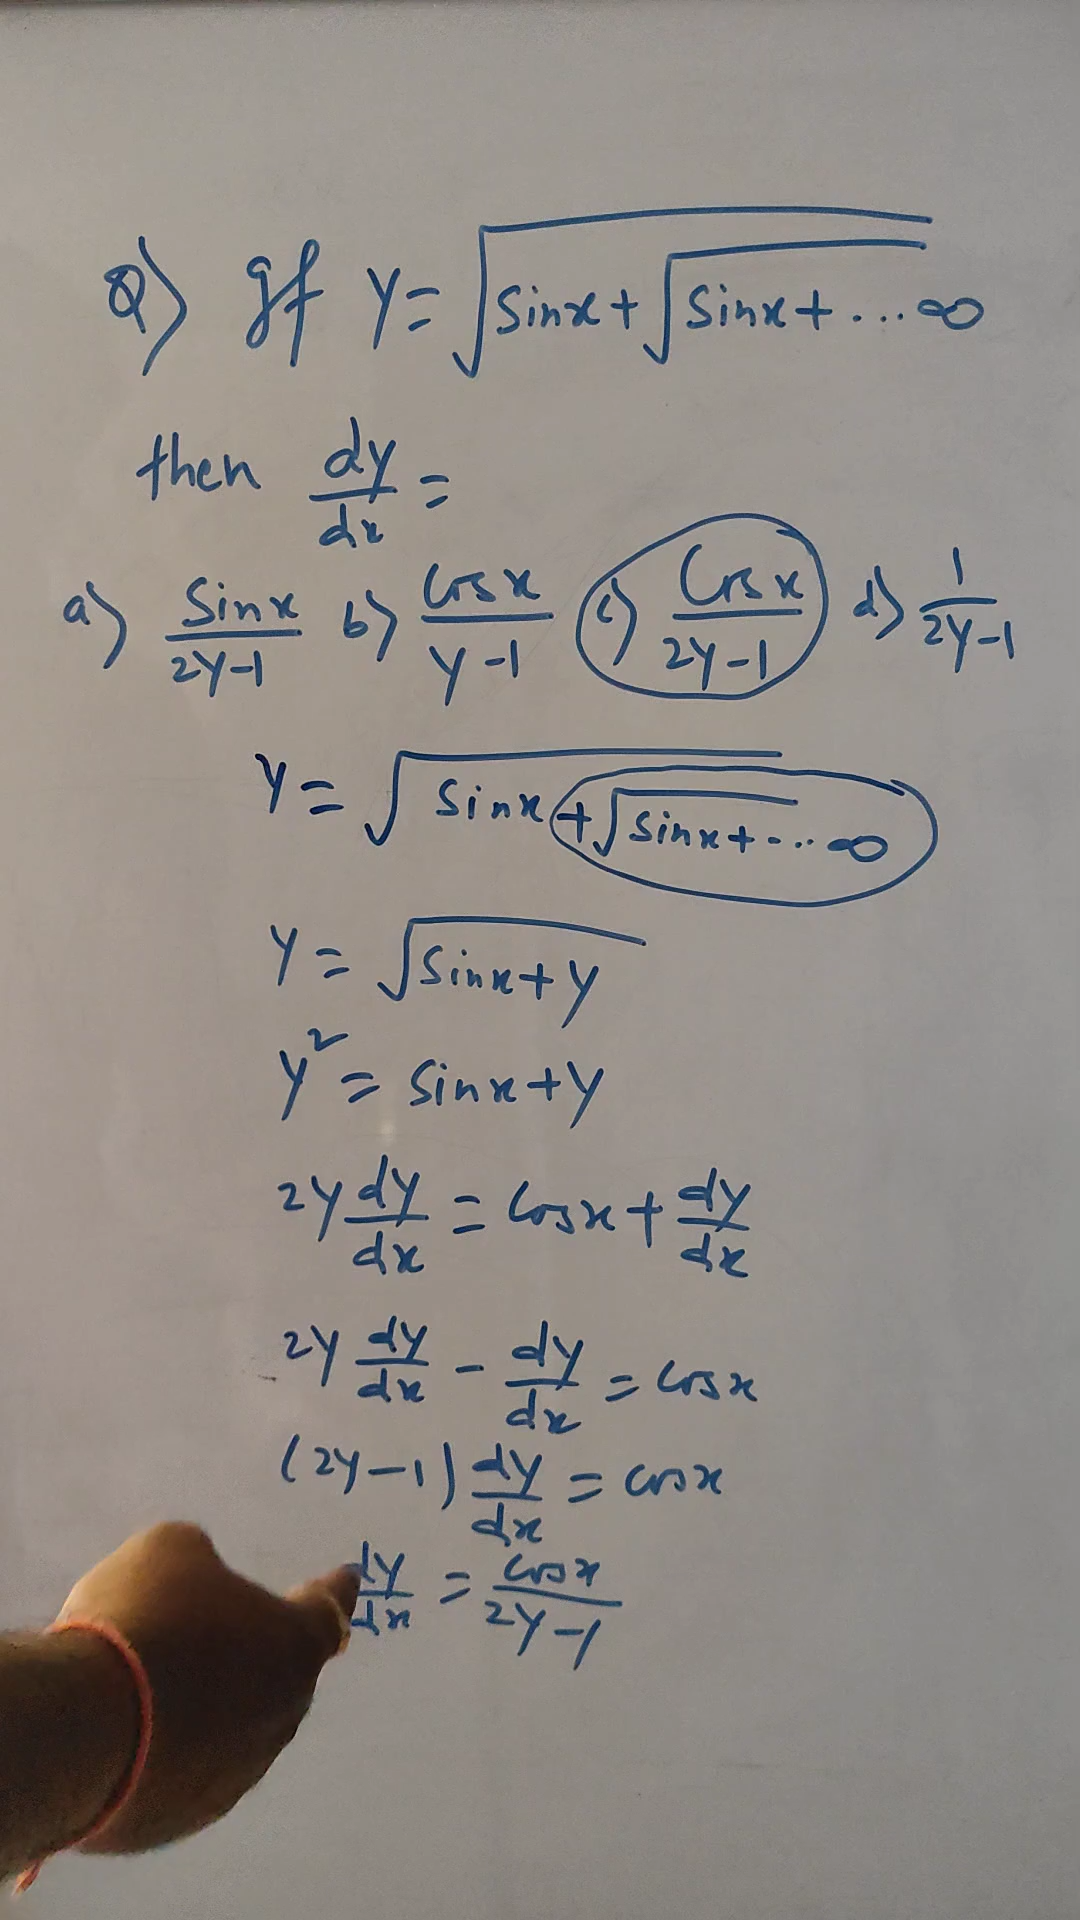 Q) If y = √(sinx + √(sinx + ... ∞
then dy/dx =
a) Sinx/2y-1 b) Cosx/y-1 c) Cosx/2y-1 d) 1/2y-1
y = √(sinx + √(sinx + ... ∞
y = √(sinx + y
y² = sinx + y
2y dy/dx = cosx + dy/dx
2y dy/dx - dy/dx = cosx
(2y-1) dy/dx = cosx
dy/dx = cosx/2y-1